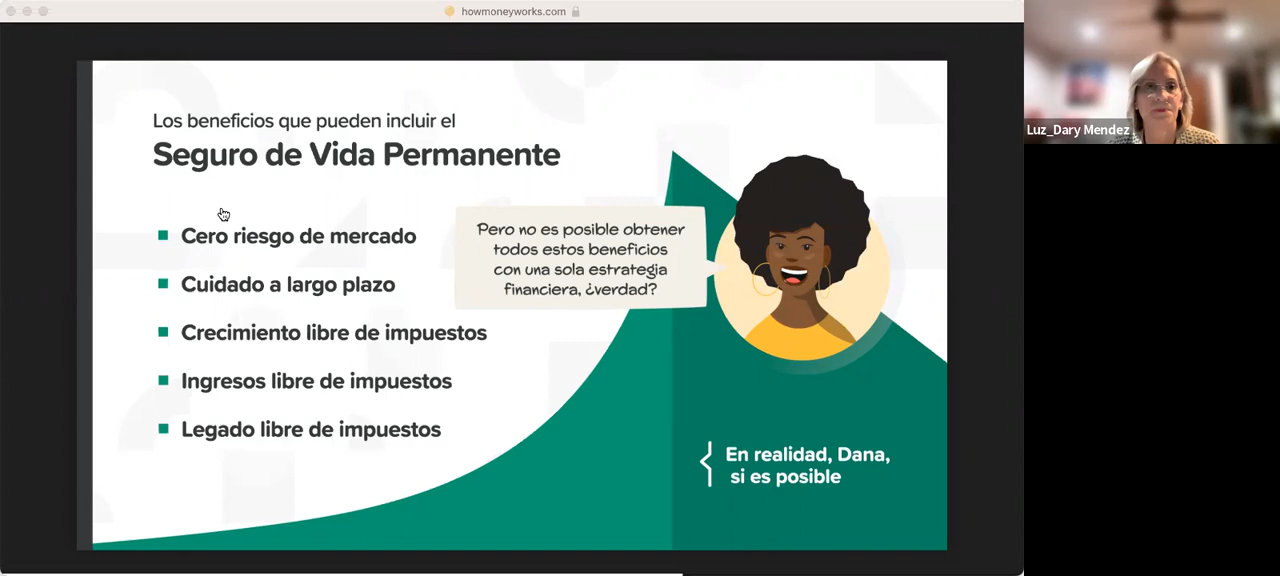 howmoneyworks.com
Los beneficios que pueden incluir el
Seguro de Vida Permanente
Cero riesgo de mercado
Cuidado a largo plazo
Crecimiento libre de impuestos
Ingresos libre de impuestos
Legado libre de impuestos
Pero no es posible obtener
todos estos beneficios
con una sola estrategia
financiera, ¿verdad?
En realidad, Dana,
si es posible
Luz_Dary Mendez